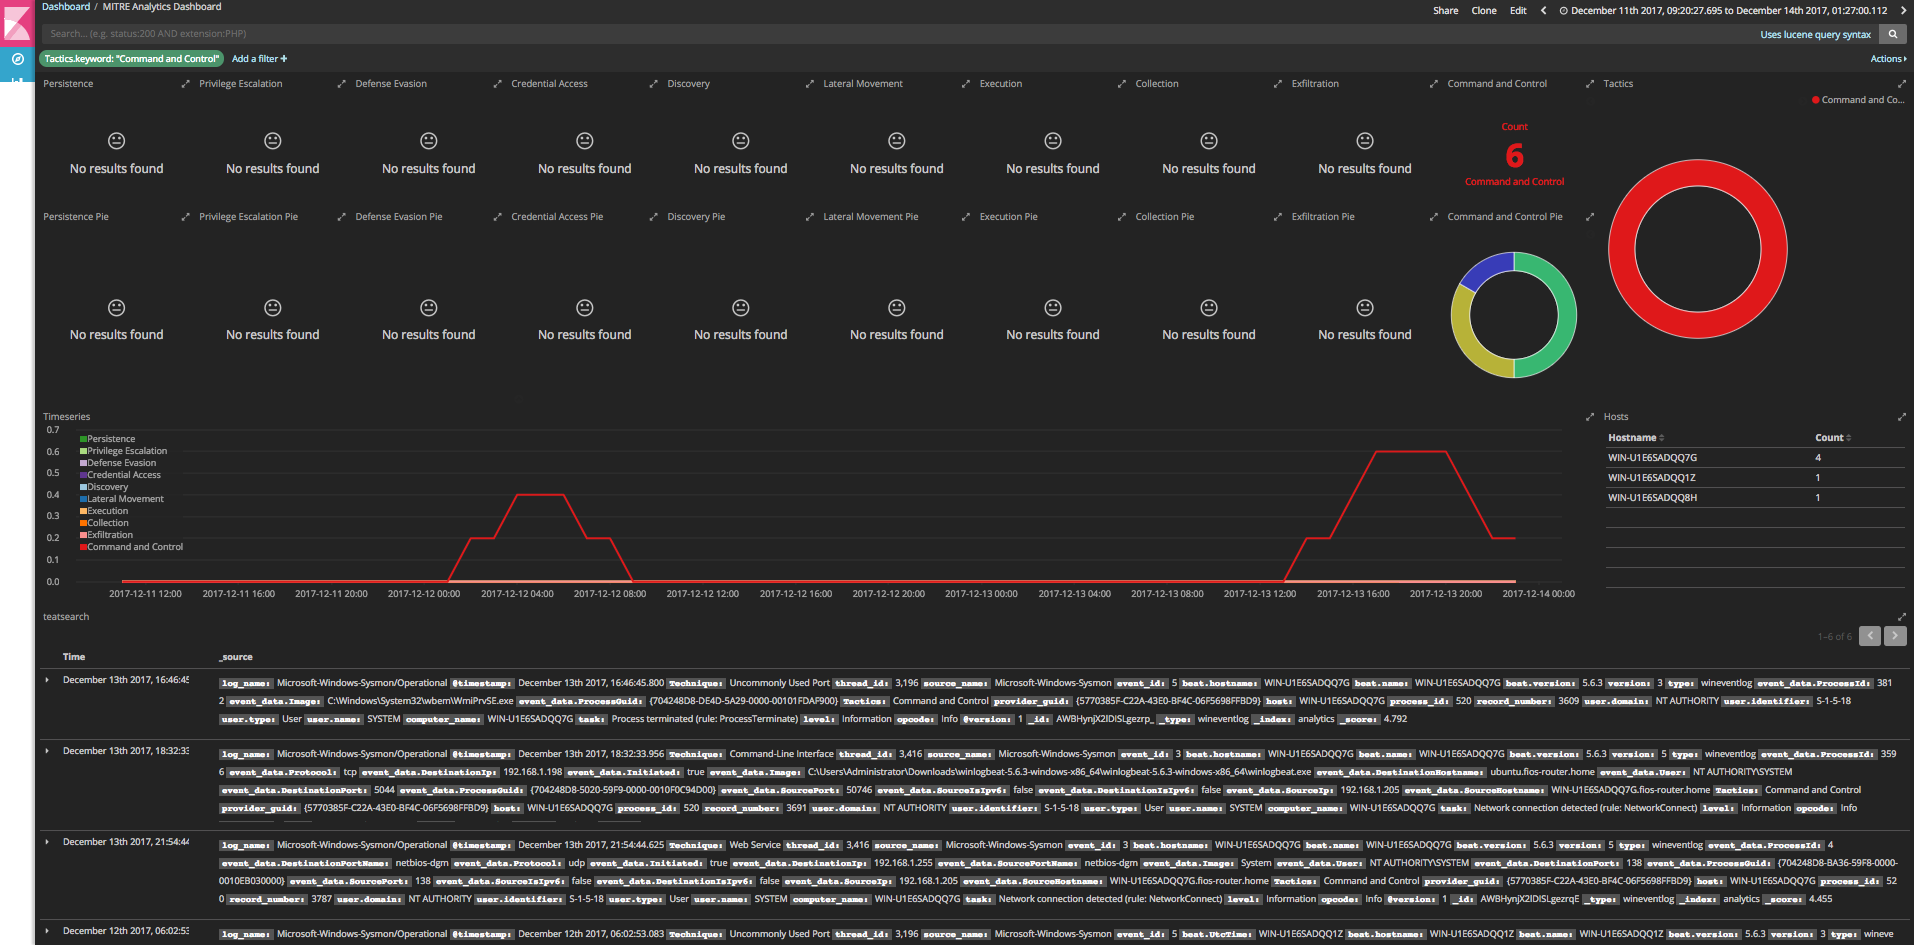 Dashboard / MITRE Analytics Dashboard
Share Clone Edit December 11th 2017, 09:20:27.695 to December 14th 2017, 01:27:00.112
Search... (e.g. status:200 AND extension:PHP)
Uses lucene query syntax
Tactics.keyword: "Command and Control" Add a filter +
Actions
Persistence Privilege Escalation Defense Evasion Credential Access Discovery Lateral Movement Execution Collection Exfiltration Command and Control Tactics
Command and Co...
Count
6
Command and Control
No results found No results found No results found No results found No results found No results found No results found No results found No results found
Persistence Pie Privilege Escalation Pie Defense Evasion Pie Credential Access Pie Discovery Pie Lateral Movement Pie Execution Pie Collection Pie Exfiltration Pie Command and Control Pie
No results found No results found No results found No results found No results found No results found No results found No results found No results found
Timeseries
0.7
0.6
0.5
0.4
0.3
0.2
0.1
0.0
Persistence
Privilege Escalation
Defense Evasion
Credential Access
Discovery
Lateral Movement
Execution
Collection
Exfiltration
Command and Control
2017-12-11 12:00 2017-12-11 16:00 2017-12-11 20:00 2017-12-12 00:00 2017-12-12 04:00 2017-12-12 08:00 2017-12-12 12:00 2017-12-12 16:00 2017-12-12 20:00 2017-12-13 00:00 2017-12-13 04:00 2017-12-13 08:00 2017-12-13 12:00 2017-12-13 16:00 2017-12-13 20:00 2017-12-14 00:00
Hosts
Hostname Count
WIN-U1E6SADQQ7G 4
WIN-U1E6SADQQ1Z 1
WIN-U1E6SADQQ8H 1
teatsearch
1–6 of 6
Time _source
December 13th 2017, 16:46:45
log_name: Microsoft-Windows-Sysmon/Operational @timestamp: December 13th 2017, 16:46:45.800 Technique: Uncommonly Used Port thread_id: 3,196 source_name: Microsoft-Windows-Sysmon event_id: 5 beat.hostname: WIN-U1E6SADQQ7G beat.name: WIN-U1E6SADQQ7G beat.version: 5.6.3 version: 3 type: wineventlog event_data.ProcessId: 381
2 event_data.Image: C:\Windows\System32\wbem\WmiPrvSE.exe event_data.ProcessGuid: {704248D8-DE4D-5A29-0000-00101FDAF900} Tactics: Command and Control provider_guid: {5770385F-C22A-43E0-BF4C-06F5698FFBD9} host: WIN-U1E6SADQQ7G process_id: 520 record_number: 3609 user.domain: NT AUTHORITY user.identifier: S-1-5-18
user.type: User user.name: SYSTEM computer_name: WIN-U1E6SADQQ7G task: Process terminated (rule: ProcessTerminate) level: Information opcode: Info @version: 1 _id: AWBHynjX2IDISLgezrp_ _type: wineventlog _index: analytics _score: 4.792
December 13th 2017, 18:32:33
log_name: Microsoft-Windows-Sysmon/Operational @timestamp: December 13th 2017, 18:32:33.956 Technique: Command-Line Interface thread_id: 3,416 source_name: Microsoft-Windows-Sysmon event_id: 3 beat.hostname: WIN-U1E6SADQQ7G beat.name: WIN-U1E6SADQQ7G beat.version: 5.6.3 version: 5 type: wineventlog event_data.ProcessId: 359
6 event_data.Protocol: tcp event_data.DestinationIp: 192.168.1.198 event_data.Initiated: true event_data.Image: C:\Users\Administrator\Downloads\winlogbeat-5.6.3-windows-x86_64\winlogbeat-5.6.3-windows-x86_64\winlogbeat.exe event_data.DestinationHostname: ubuntu.fios-router.home event_data.User: NT AUTHORITY\SYSTEM
event_data.DestinationPort: 5044 event_data.ProcessGuid: {704248D8-5020-59F9-0000-0010F0C94D00} event_data.SourcePort: 50746 event_data.SourceIsIpv6: false event_data.DestinationIsIpv6: false event_data.SourceIp: 192.168.1.205 event_data.SourceHostname: WIN-U1E6SADQQ7G.fios-router.home Tactics: Command and Control
provider_guid: {5770385F-C22A-43E0-BF4C-06F5698FFBD9} host: WIN-U1E6SADQQ7G process_id: 520 record_number: 3691 user.domain: NT AUTHORITY user.identifier: S-1-5-18 user.type: User user.name: SYSTEM computer_name: WIN-U1E6SADQQ7G task: Network connection detected (rule: NetworkConnect) level: Information opcode: Info
December 13th 2017, 21:54:44
log_name: Microsoft-Windows-Sysmon/Operational @timestamp: December 13th 2017, 21:54:44.625 Technique: Web Service thread_id: 3,416 source_name: Microsoft-Windows-Sysmon event_id: 3 beat.hostname: WIN-U1E6SADQQ7G beat.name: WIN-U1E6SADQQ7G beat.version: 5.6.3 version: 5 type: wineventlog event_data.ProcessId: 4
event_data.DestinationPortName: netbios-dgm event_data.Protocol: udp event_data.Initiated: true event_data.DestinationIp: 192.168.1.255 event_data.SourcePortName: netbios-dgm event_data.Image: System event_data.User: NT AUTHORITY\SYSTEM event_data.DestinationPort: 138 event_data.ProcessGuid: {704248D8-BA36-59F8-0000-
0010EB030000} event_data.SourcePort: 138 event_data.SourceIsIpv6: false event_data.DestinationIsIpv6: false event_data.SourceIp: 192.168.1.205 event_data.SourceHostname: WIN-U1E6SADQQ7G.fios-router.home Tactics: Command and Control provider_guid: {5770385F-C22A-43E0-BF4C-06F5698FFBD9} host: WIN-U1E6SADQQ7G process_id: 52
0 record_number: 3787 user.domain: NT AUTHORITY user.identifier: S-1-5-18 user.type: User user.name: SYSTEM computer_name: WIN-U1E6SADQQ7G task: Network connection detected (rule: NetworkConnect) level: Information opcode: Info @version: 1 _id: AWBHynjX2IDISLgezrqE _type: wineventlog _index: analytics _score: 4.455
December 12th 2017, 06:02:53
log_name: Microsoft-Windows-Sysmon/Operational @timestamp: December 12th 2017, 06:02:53.083 Technique: Uncommonly Used Port thread_id: 3,196 source_name: Microsoft-Windows-Sysmon event_id: 5 beat.UtcTime: WIN-U1E6SADQQ1Z beat.hostname: WIN-U1E6SADQQ1Z beat.name: WIN-U1E6SADQQ1Z beat.version: 5.6.3 version: 3 type: wineve